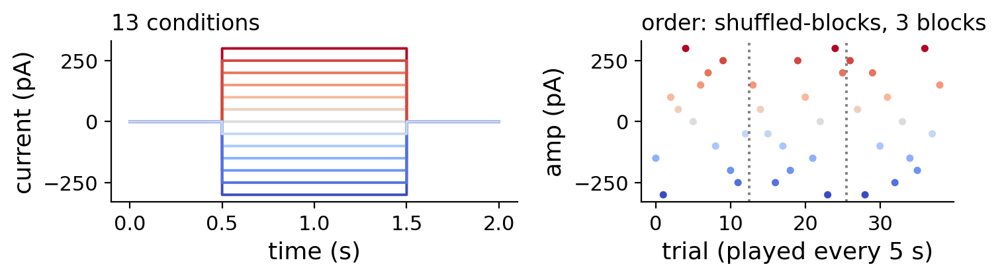 13 conditions
current (pA)
250
0
−250
0.0 0.5 1.0 1.5 2.0
time (s)
order: shuffled-blocks, 3 blocks
amp (pA)
250
0
−250
0 10 20 30
trial (played every 5 s)